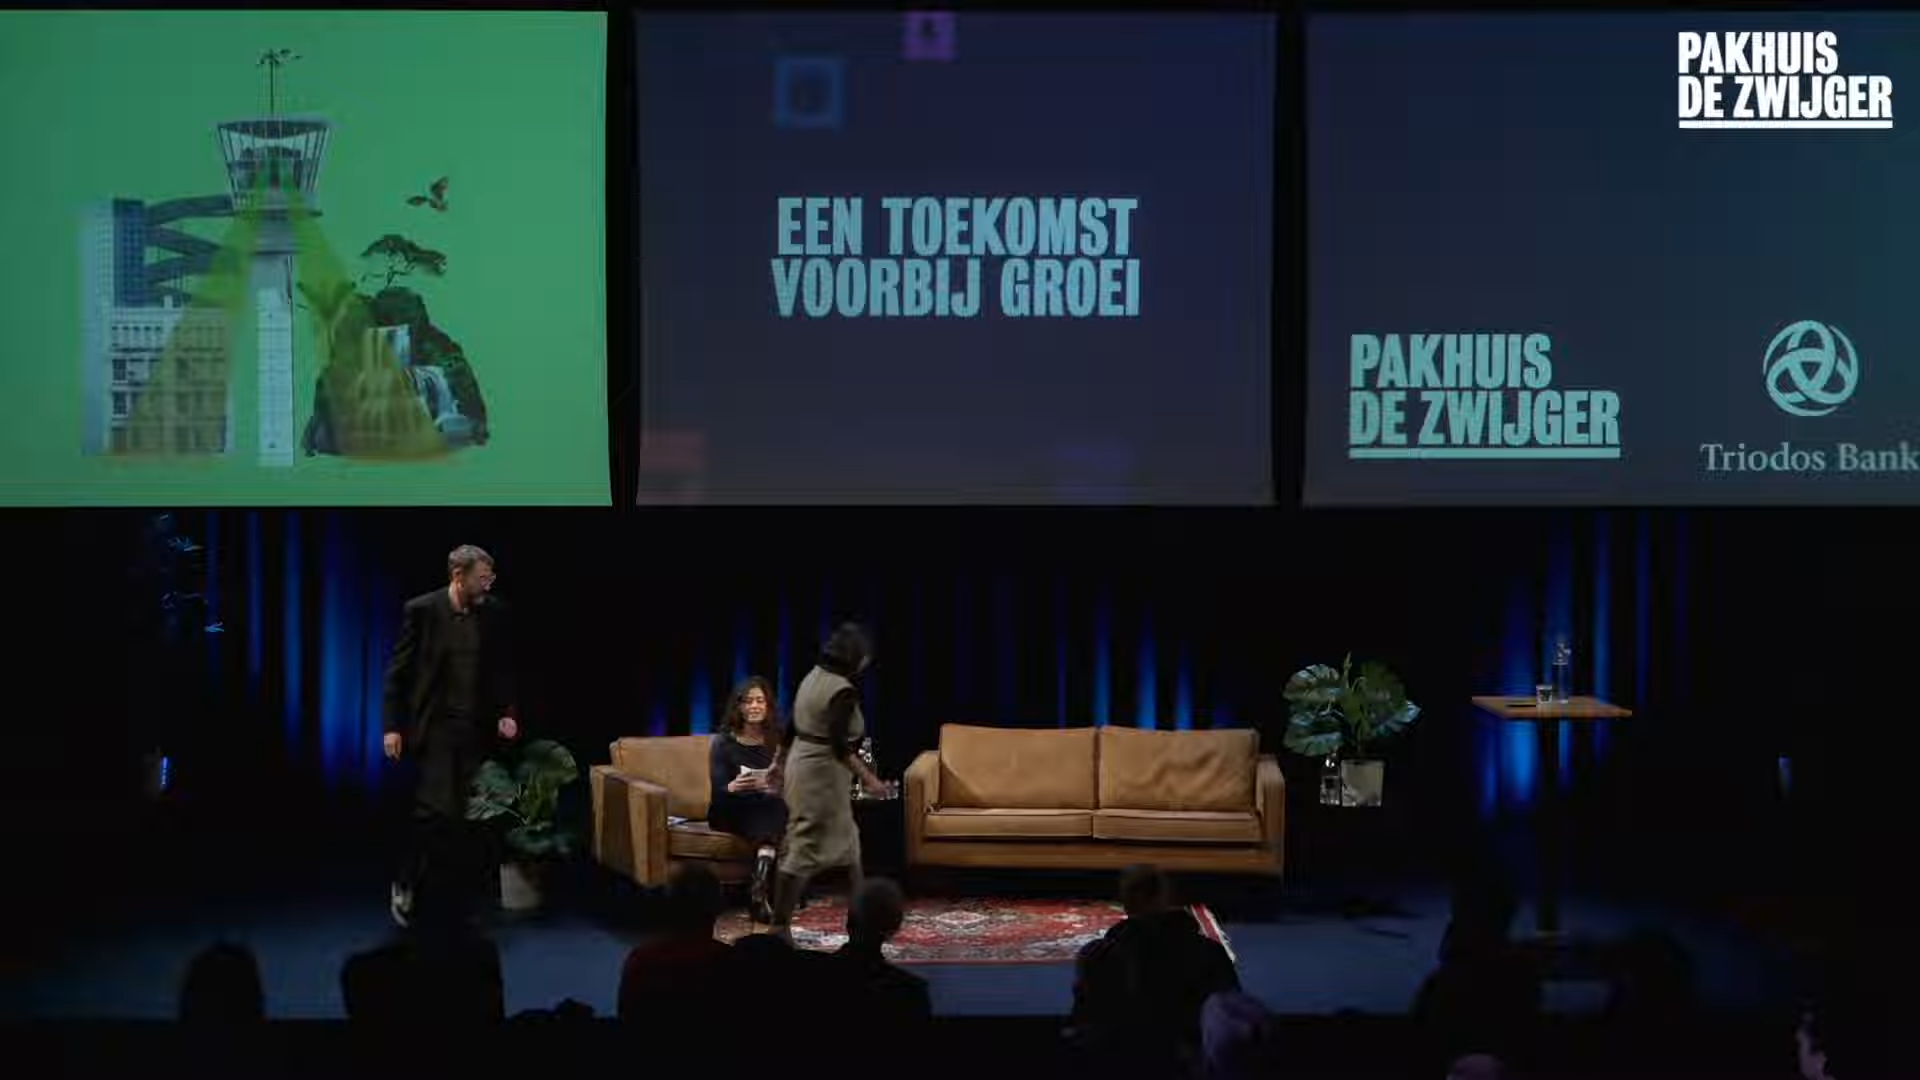 EEN TOEKOMST
VOORBIJ GROEI
PAKHUIS
DE ZWIJGER
PAKHUIS
DE ZWIJGER
Triodos Bank